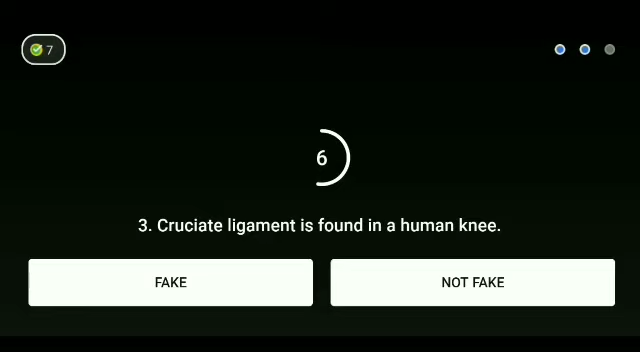 7
6
3. Cruciate ligament is found in a human knee.
FAKE
NOT FAKE